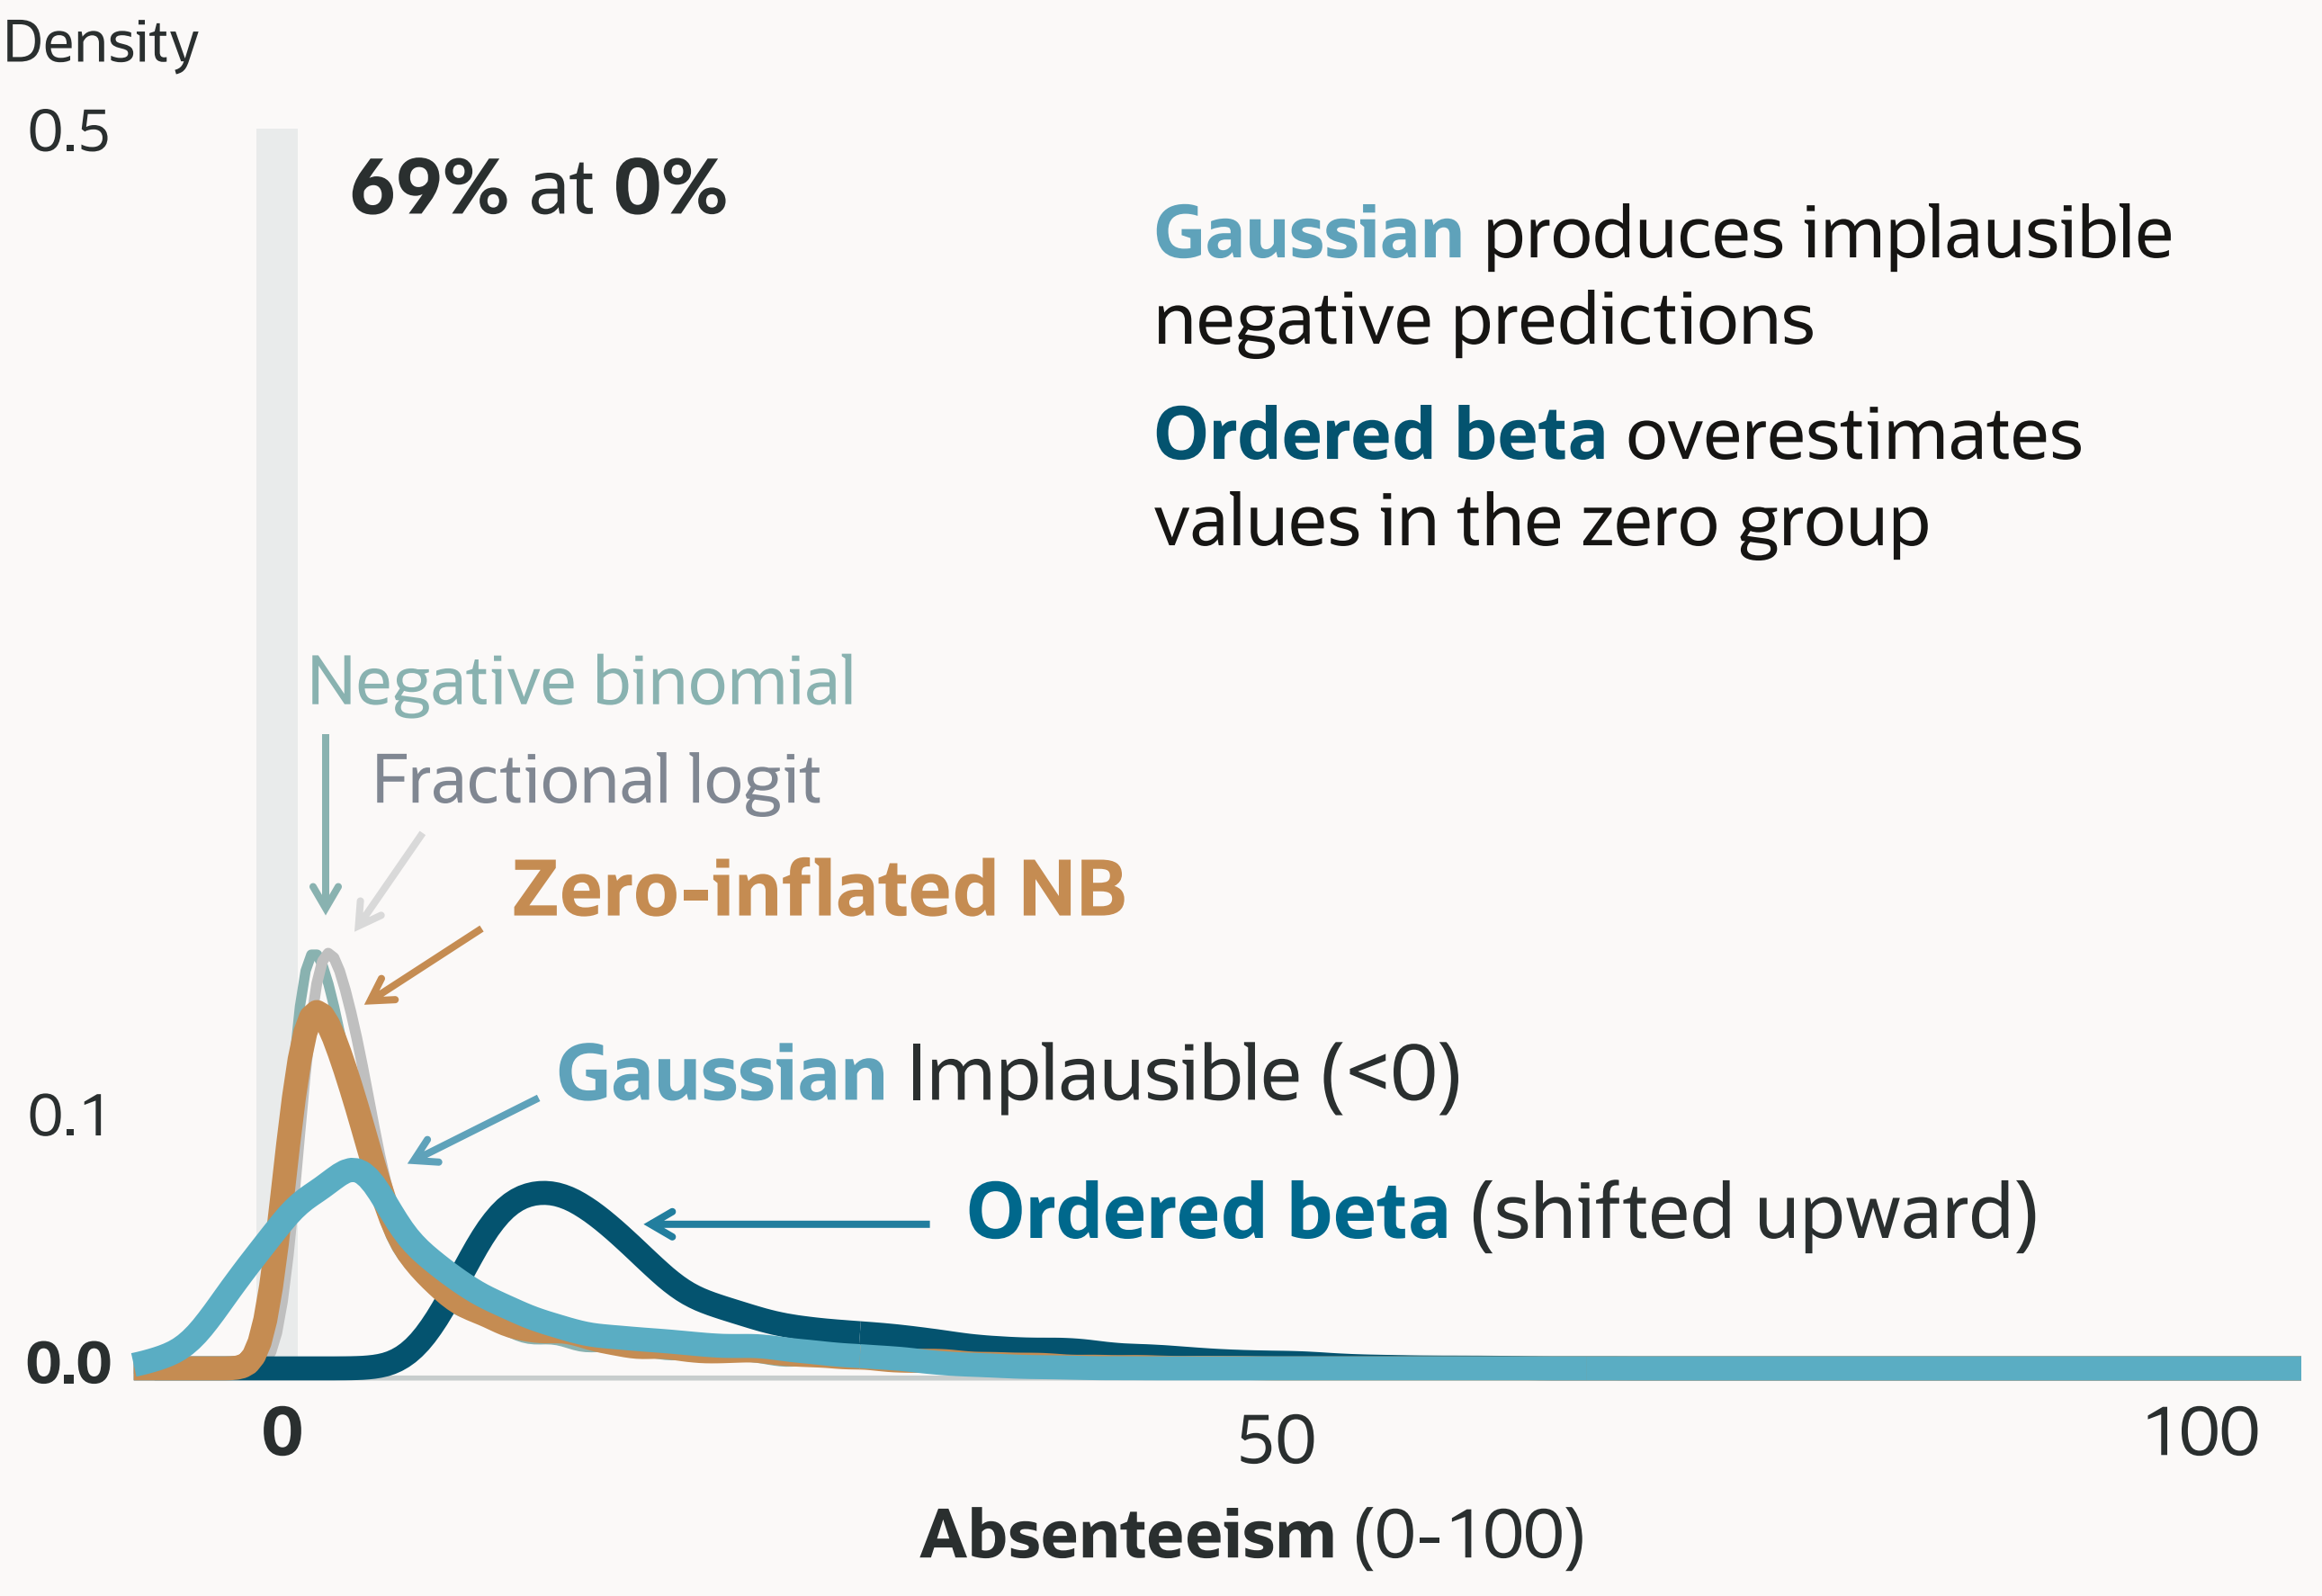 Density
0.5
69% at 0%
Gaussian produces implausible
negative predictions
Ordered beta overestimates
values in the zero group
Negative binomial
Fractional logit
Zero-inflated NB
Gaussian Implausible (<0)
0.1
Ordered beta (shifted upward)
0.0
0
50
100
Absenteeism (0-100)